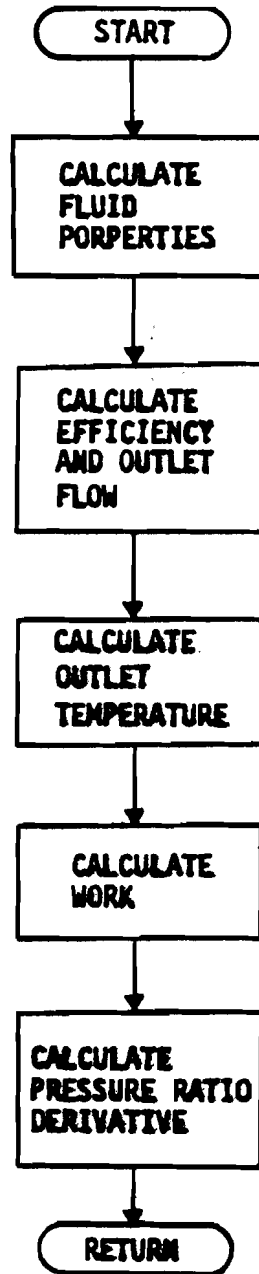 START
CALCULATE
FLUID
PORPERTIES
CALCULATE
EFFICIENCY
AND OUTLET
FLOW
CALCULATE
OUTLET
TEMPERATURE
CALCULATE
WORK
CALCULATE
PRESSURE RATIO
DERIVATIVE
RETURN